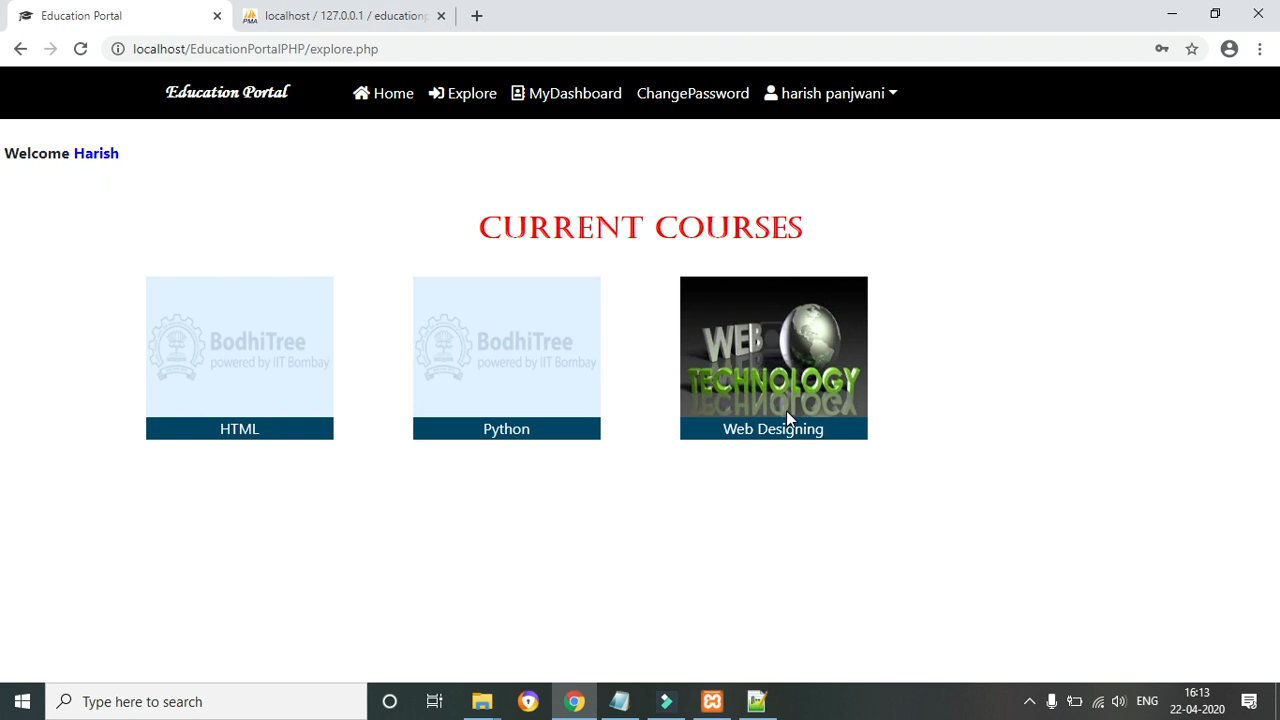 Education Portal
localhost / 127.0.0.1 / educationp
localhost/EducationPortalPHP/explore.php
Education Portal
Home
Explore
MyDashboard
ChangePassword
harish panjwani
Welcome Harish
CURRENT COURSES
BodhiTree
powered by IIT Bombay
HTML
BodhiTree
powered by IIT Bombay
Python
WEB
TECHNOLOGY
Web Designing
Type here to search
ENG
16:13
22-04-2020